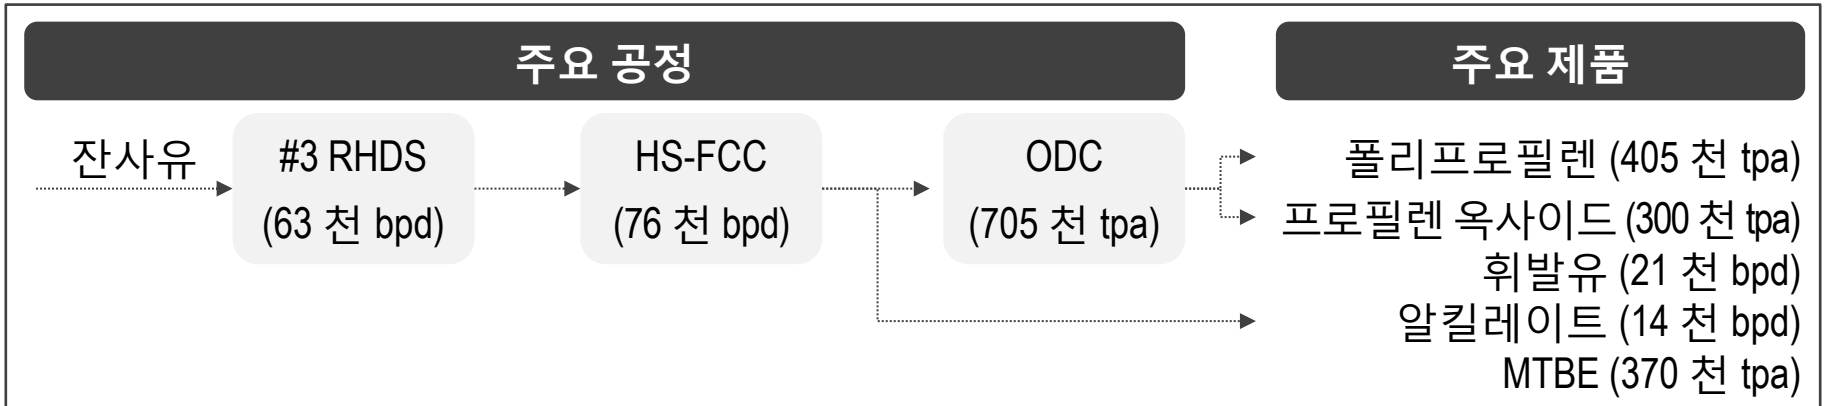 주요 공정
주요 제품
잔사유
#3 RHDS
(63 천 bpd)
HS-FCC
(76 천 bpd)
ODC
(705 천 tpa)
폴리프로필렌 (405 천 tpa)
프로필렌 옥사이드 (300 천 tpa)
휘발유 (21 천 bpd)
알킬레이트 (14 천 bpd)
MTBE (370 천 tpa)